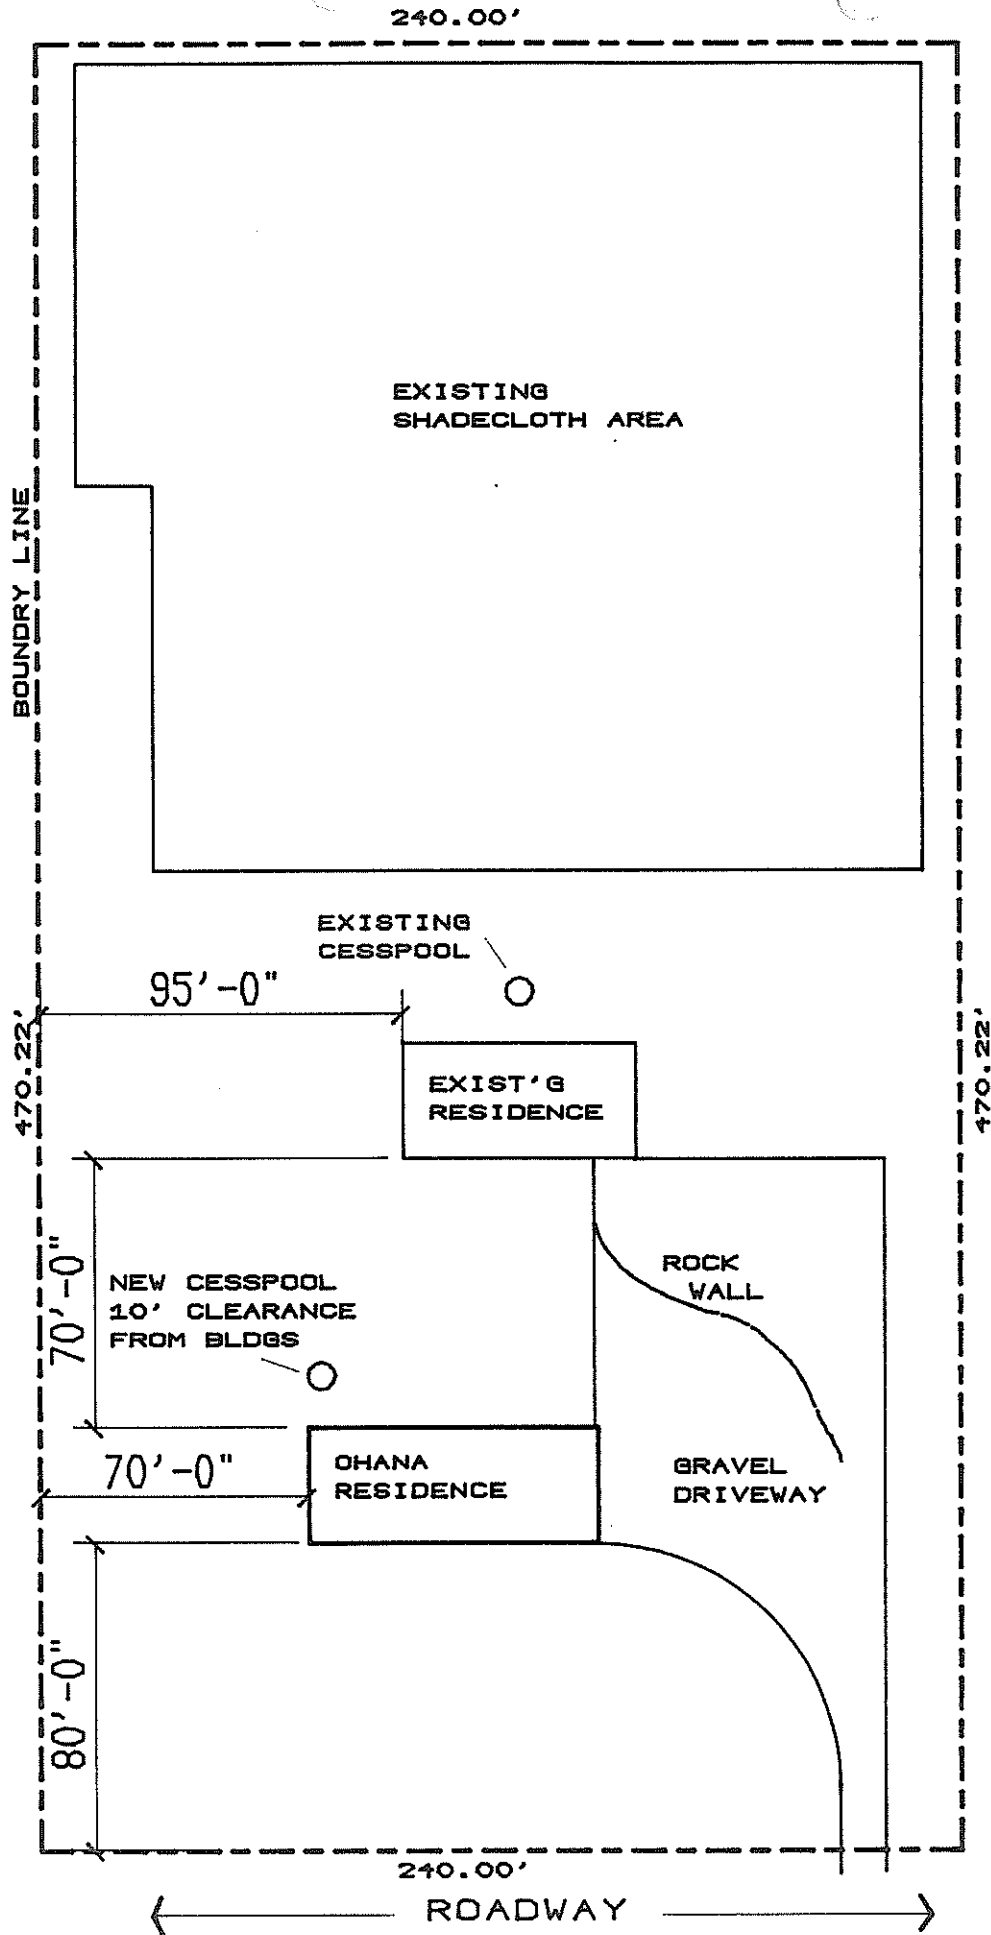 240.00'
EXISTING
SHADECLOTH AREA
BOUNDRY LINE
EXISTING
CESSPOOL
95'-0"
470.22'
470.22'
EXIST'G
RESIDENCE
70'-0"
ROCK
WALL
NEW CESSPOOL
10' CLEARANCE
FROM BLDGS
70'-0"
OHANA
RESIDENCE
GRAVEL
DRIVEWAY
80'-0"
240.00'
ROADWAY